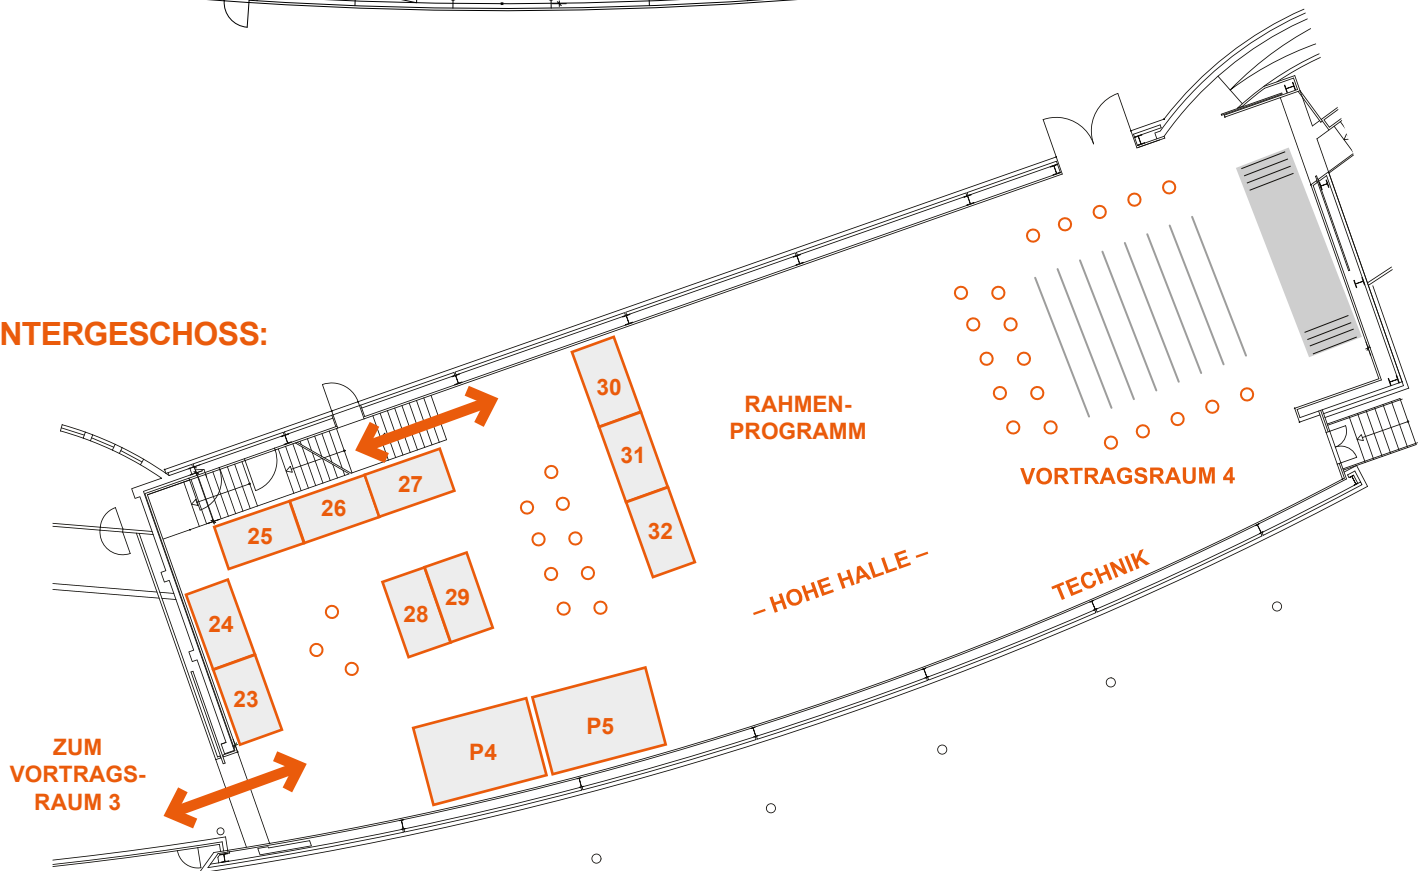 NTERGESCHOSS:
30
31
32
RAHMEN-
PROGRAMM
VORTRAGSRAUM 4
– HOHE HALLE –
TECHNIK
25
26
27
24
23
28
29
P4
P5
ZUM
VORTRAGS-
RAUM 3